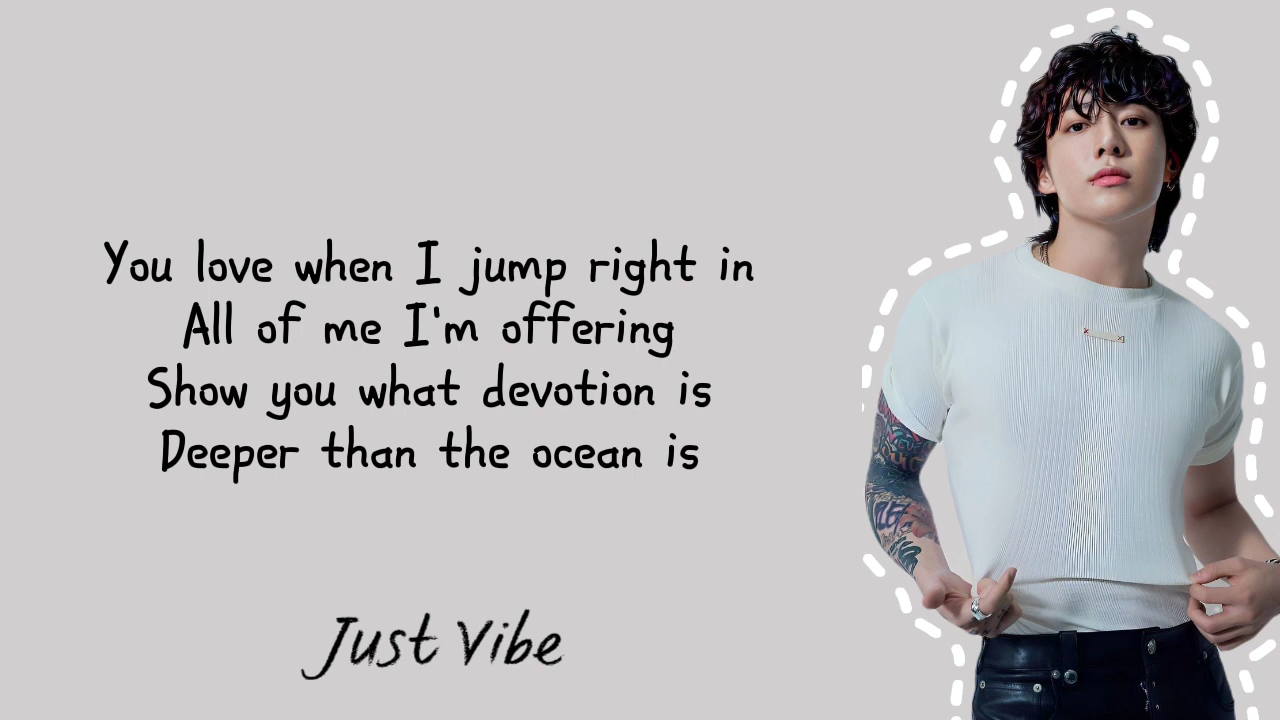 You love when I jump right in
All of me I'm offering
Show you what devotion is
Deeper than the ocean is
Just Vibe